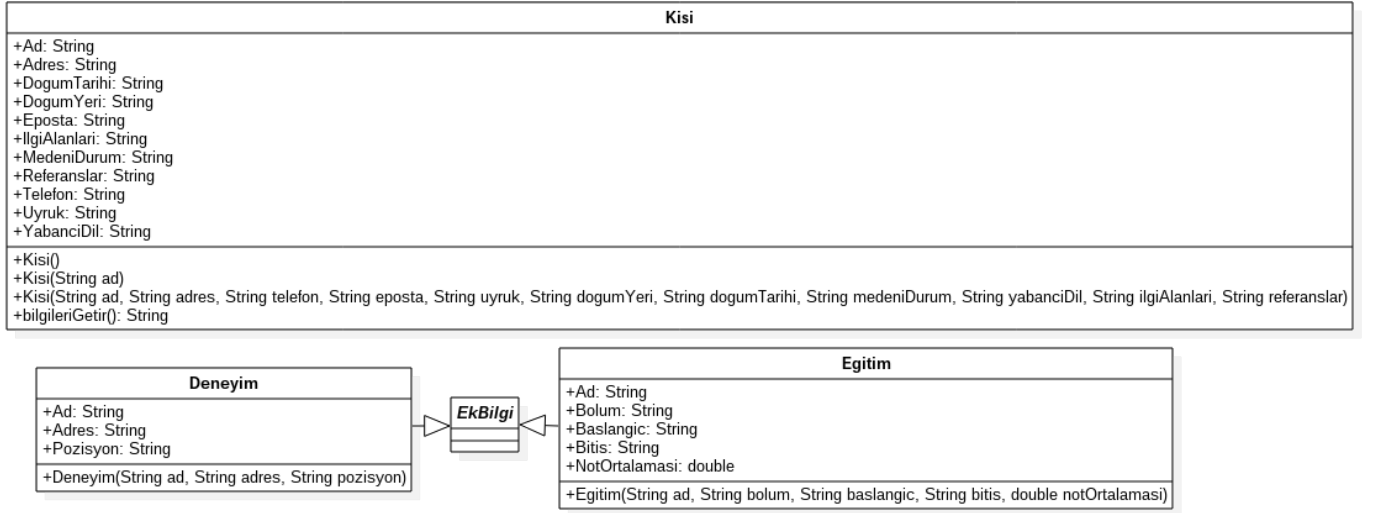 Kisi
+Ad: String
+Adres: String
+DogumTarihi: String
+DogumYeri: String
+Eposta: String
+IlgiAlanlari: String
+MedeniDurum: String
+Referanslar: String
+Telefon: String
+Uyruk: String
+YabanciDil: String
+Kisi()
+Kisi(String ad)
+Kisi(String ad, String adres, String telefon, String eposta, String uyruk, String dogumYeri, String dogumTarihi, String medeniDurum, String yabanciDil, String ilgiAlanlari, String referanslar)
+bilgileriGetir(): String
Deneyim
+Ad: String
+Adres: String
+Pozisyon: String
+Deneyim(String ad, String adres, String pozisyon)
EkBilgi
Egitim
+Ad: String
+Bolum: String
+Baslangic: String
+Bitis: String
+NotOrtalamasi: double
+Egitim(String ad, String bolum, String baslangic, String bitis, double notOrtalamasi)